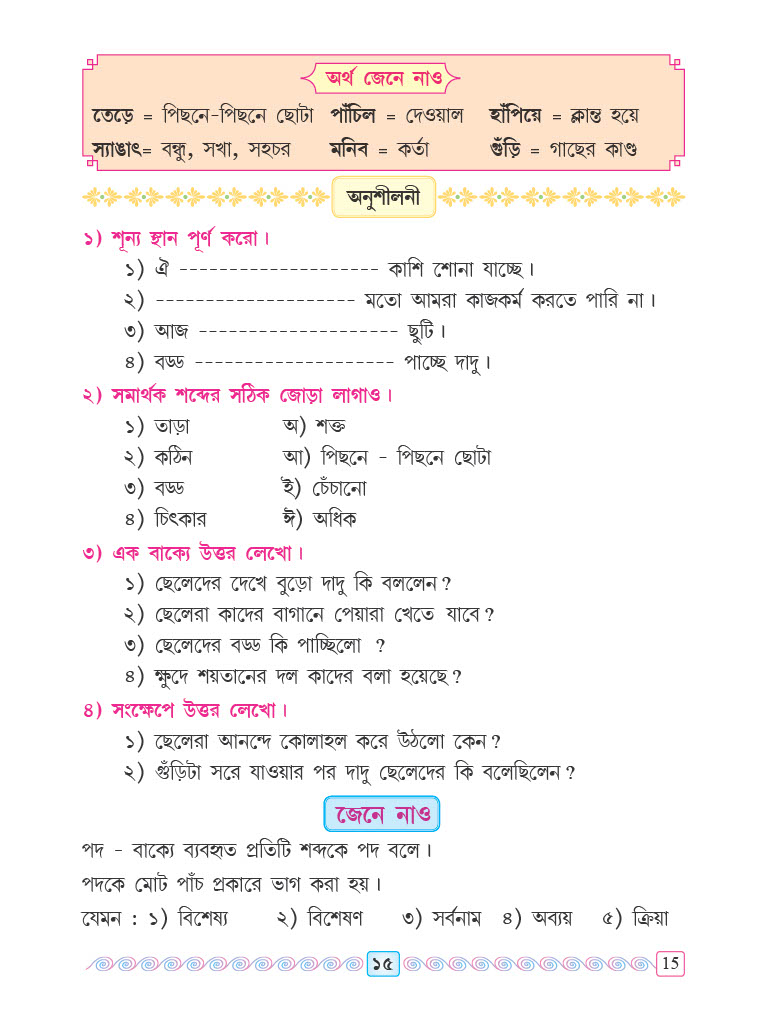 অর্থ জেনে নাও
তেড়ে = পিছনে-পিছনে ছোটা পাঁচিল = দেওয়াল হাঁপিয়ে = ক্লান্ত হয়ে
স্যাঙাৎ= বন্ধু, সখা, সহচর মনিব = কর্তা গুঁড়ি = গাছের কাণ্ড
অনুশীলনী
১) শূন্য স্থান পূর্ণ করো।
১) ঐ -------------------- কাশি শোনা যাচ্ছে।
২) -------------------- মতো আমরা কাজকর্ম করতে পারি না।
৩) আজ -------------------- ছুটি।
৪) বড্ড -------------------- পাচ্ছে দাদু।
২) সমার্থক শব্দের সঠিক জোড়া লাগাও।
১) তাড়া অ) শক্ত
২) কঠিন আ) পিছনে - পিছনে ছোটা
৩) বড্ড ই) চেঁচানো
৪) চিৎকার ঈ) অধিক
৩) এক বাক্যে উত্তর লেখো।
১) ছেলেদের দেখে বুড়ো দাদু কি বললেন?
২) ছেলেরা কাদের বাগানে পেয়ারা খেতে যাবে?
৩) ছেলেদের বড্ড কি পাচ্ছিলো ?
৪) ক্ষুদে শয়তানের দল কাদের বলা হয়েছে?
৪) সংক্ষেপে উত্তর লেখো।
১) ছেলেরা আনন্দে কোলাহল করে উঠলো কেন?
২) গুঁড়িটা সরে যাওয়ার পর দাদু ছেলেদের কি বলেছিলেন?
জেনে নাও
পদ - বাক্যে ব্যবহৃত প্রতিটি শব্দকে পদ বলে।
পদকে মোট পাঁচ প্রকারে ভাগ করা হয়।
যেমন : ১) বিশেষ্য ২) বিশেষণ ৩) সর্বনাম ৪) অব্যয় ৫) ক্রিয়া
১৫ 15